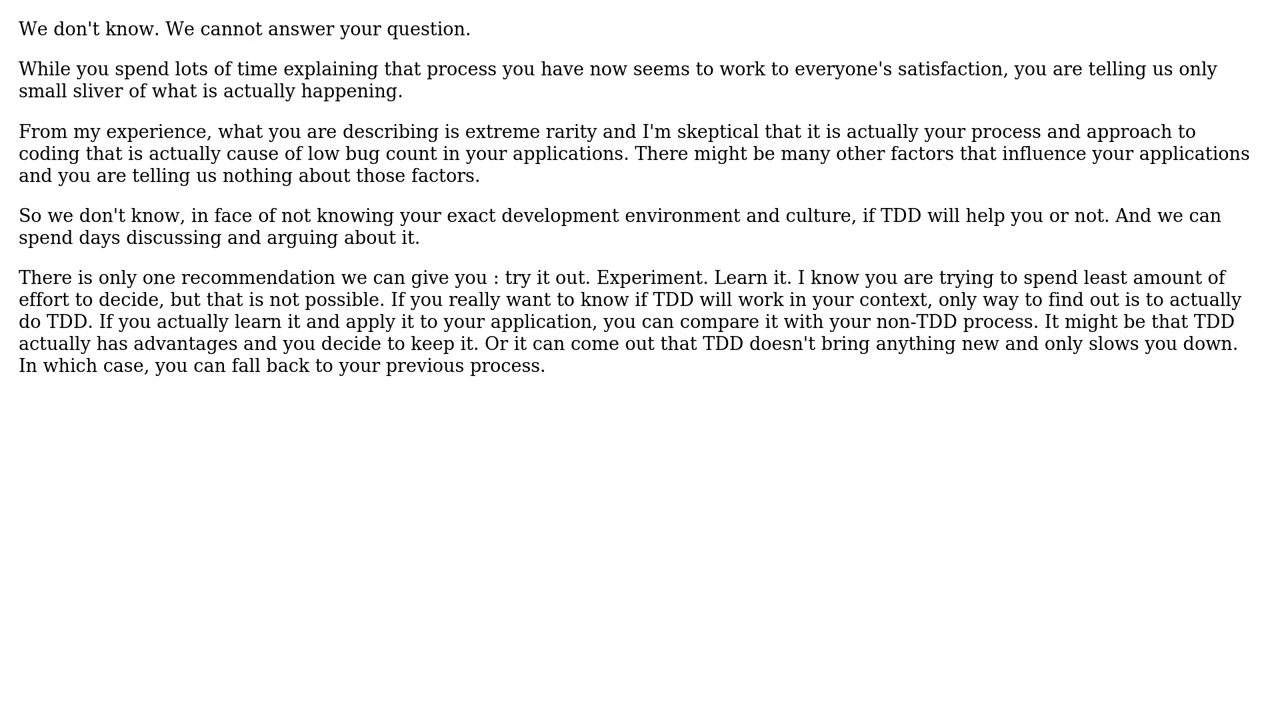 We don't know. We cannot answer your question.
While you spend lots of time explaining that process you have now seems to work to everyone's satisfaction, you are telling us only
small sliver of what is actually happening.
From my experience, what you are describing is extreme rarity and I'm skeptical that it is actually your process and approach to
coding that is actually cause of low bug count in your applications. There might be many other factors that influence your applications
and you are telling us nothing about those factors.
So we don't know, in face of not knowing your exact development environment and culture, if TDD will help you or not. And we can
spend days discussing and arguing about it.
There is only one recommendation we can give you : try it out. Experiment. Learn it. I know you are trying to spend least amount of
effort to decide, but that is not possible. If you really want to know if TDD will work in your context, only way to find out is to actually
do TDD. If you actually learn it and apply it to your application, you can compare it with your non-TDD process. It might be that TDD
actually has advantages and you decide to keep it. Or it can come out that TDD doesn't bring anything new and only slows you down.
In which case, you can fall back to your previous process.